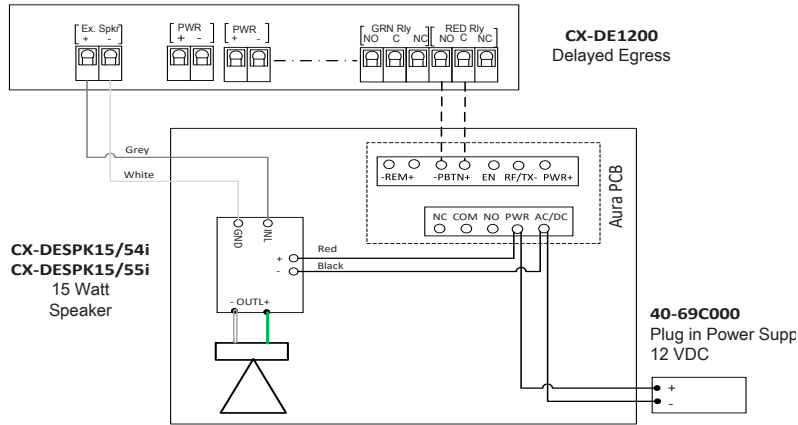 Ex. Spkr
+ -
PWR
+ -
PWR
+ -
GRN Rly
NO C NC
RED Rly
NO C NC
CX-DE1200
Delayed Egress
Grey
White
-REM+ -PBTN+ EN RF/TX- PWR+
NC COM NO PWR AC/DC
Aura PCB
GND INL
+ Red
- Black
- OUTL+
CX-DESPK15/54i
CX-DESPK15/55i
15 Watt
Speaker
40-69C000
Plug in Power Supp
12 VDC
+
-